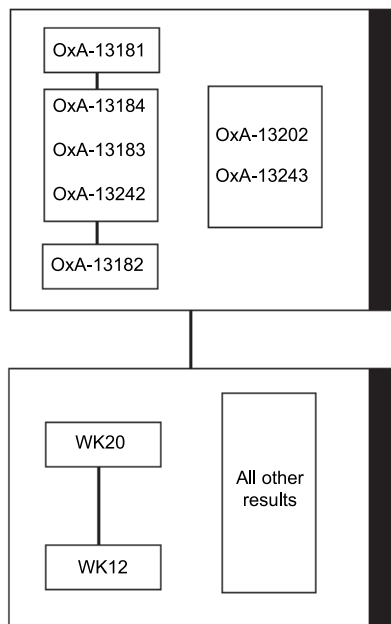 OxA-13181
OxA-13184
OxA-13183
OxA-13242
OxA-13182
OxA-13202
OxA-13243
WK20
WK12
All other
results